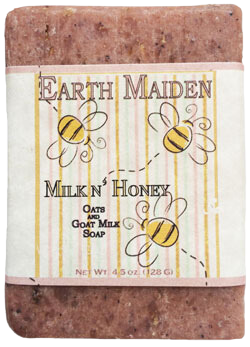 EARTH MAIDEN
MILK N' HONEY
OATS
AND
GOAT MILK
SOAP
NET WT. 4.5 OZ. (128 G)